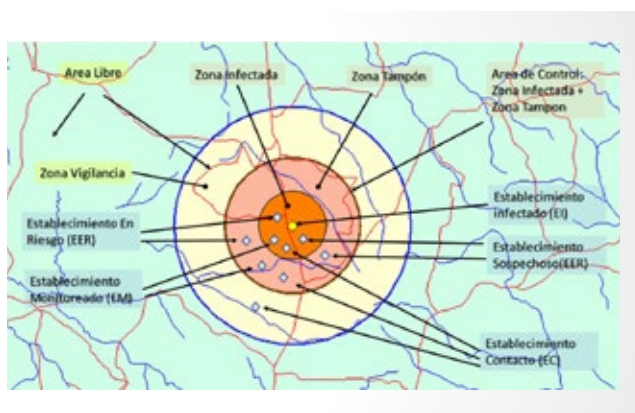 Area Libre
Zona Infectada
Zona Tampón
Area de Control:
Zona Infectada +
Zona Tampon
Zona Vigilancia
Establecimiento En
Riesgo (EER)
Establecimiento
Monitoreado (EM)
Establecimiento
infectado (EI)
Establecimiento
Sospechoso(EER)
Establecimiento
Contacto (EC)